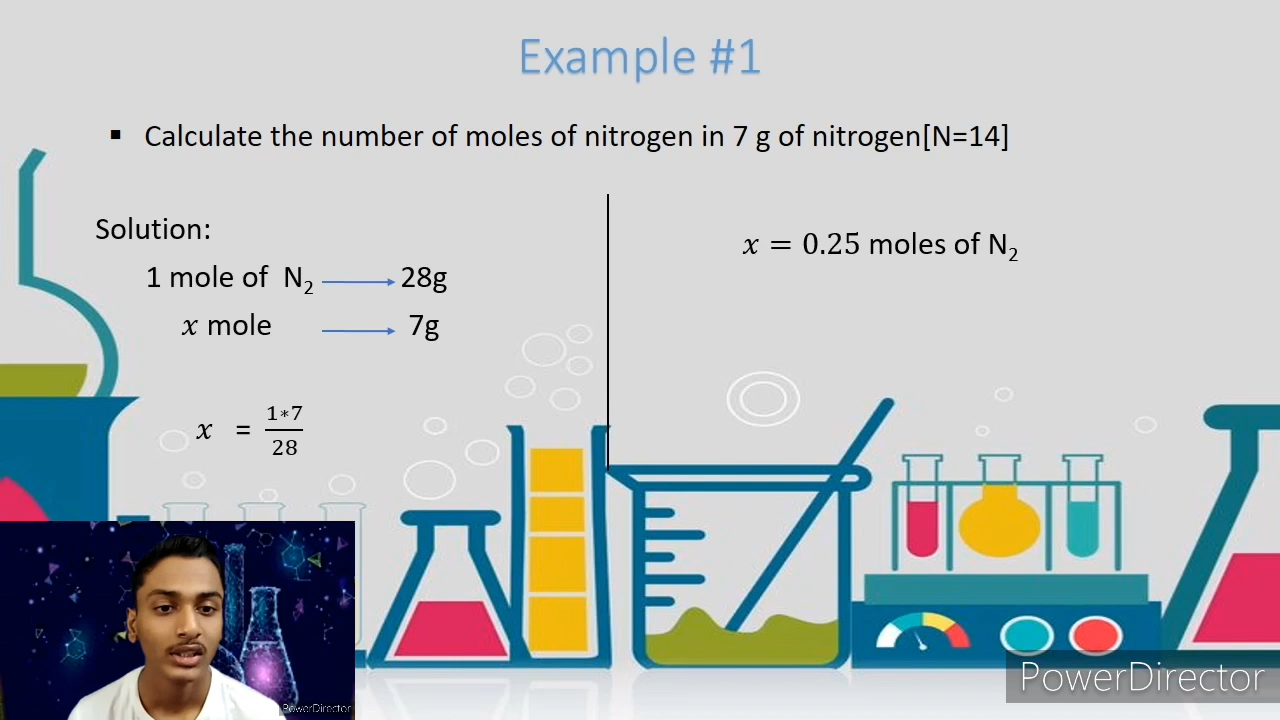 Example #1
▪ Calculate the number of moles of nitrogen in 7 g of nitrogen[N=14]
Solution:
1 mole of N₂ → 28g
𝑥 mole → 7g
𝑥 = 1*7/28
𝑥 = 0.25 moles of N₂
PowerDirector
PowerDirector